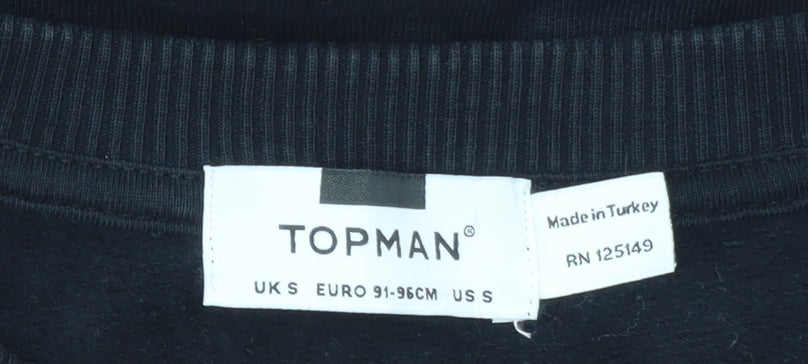 TOPMAN®
UK S EURO 91-96CM US S
Made in Turkey
RN 125149